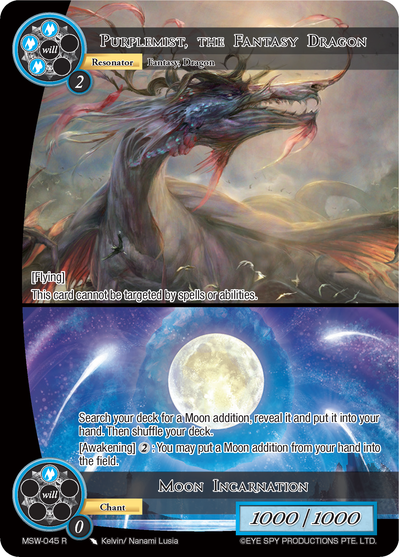 Purplemist, the Fantasy Dragon
will
Resonator Fantasy, Dragon
2
[Flying]
This card cannot be targeted by spells or abilities.
Search your deck for a Moon addition, reveal it and put it into your
hand. Then shuffle your deck.
[Awakening] 2 : You may put a Moon addition from your hand into
the field.
will
Moon Incarnation
Chant
0
1000/1000
MSW-045 R Kelvin/ Nanami Lusia ©EYE SPY PRODUCTIONS PTE. LTD.